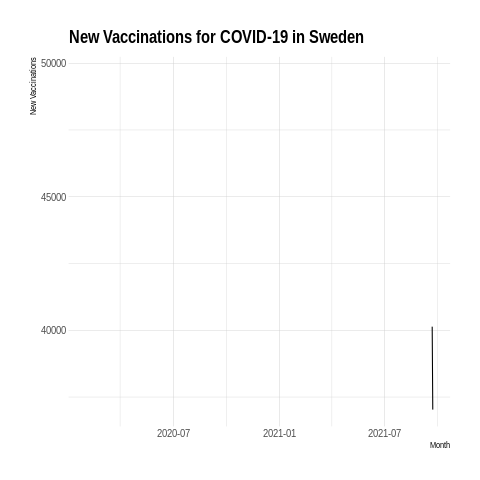 New Vaccinations for COVID-19 in Sweden
New Vaccinations
50000
45000
40000
2020-07
2021-01
2021-07
Month